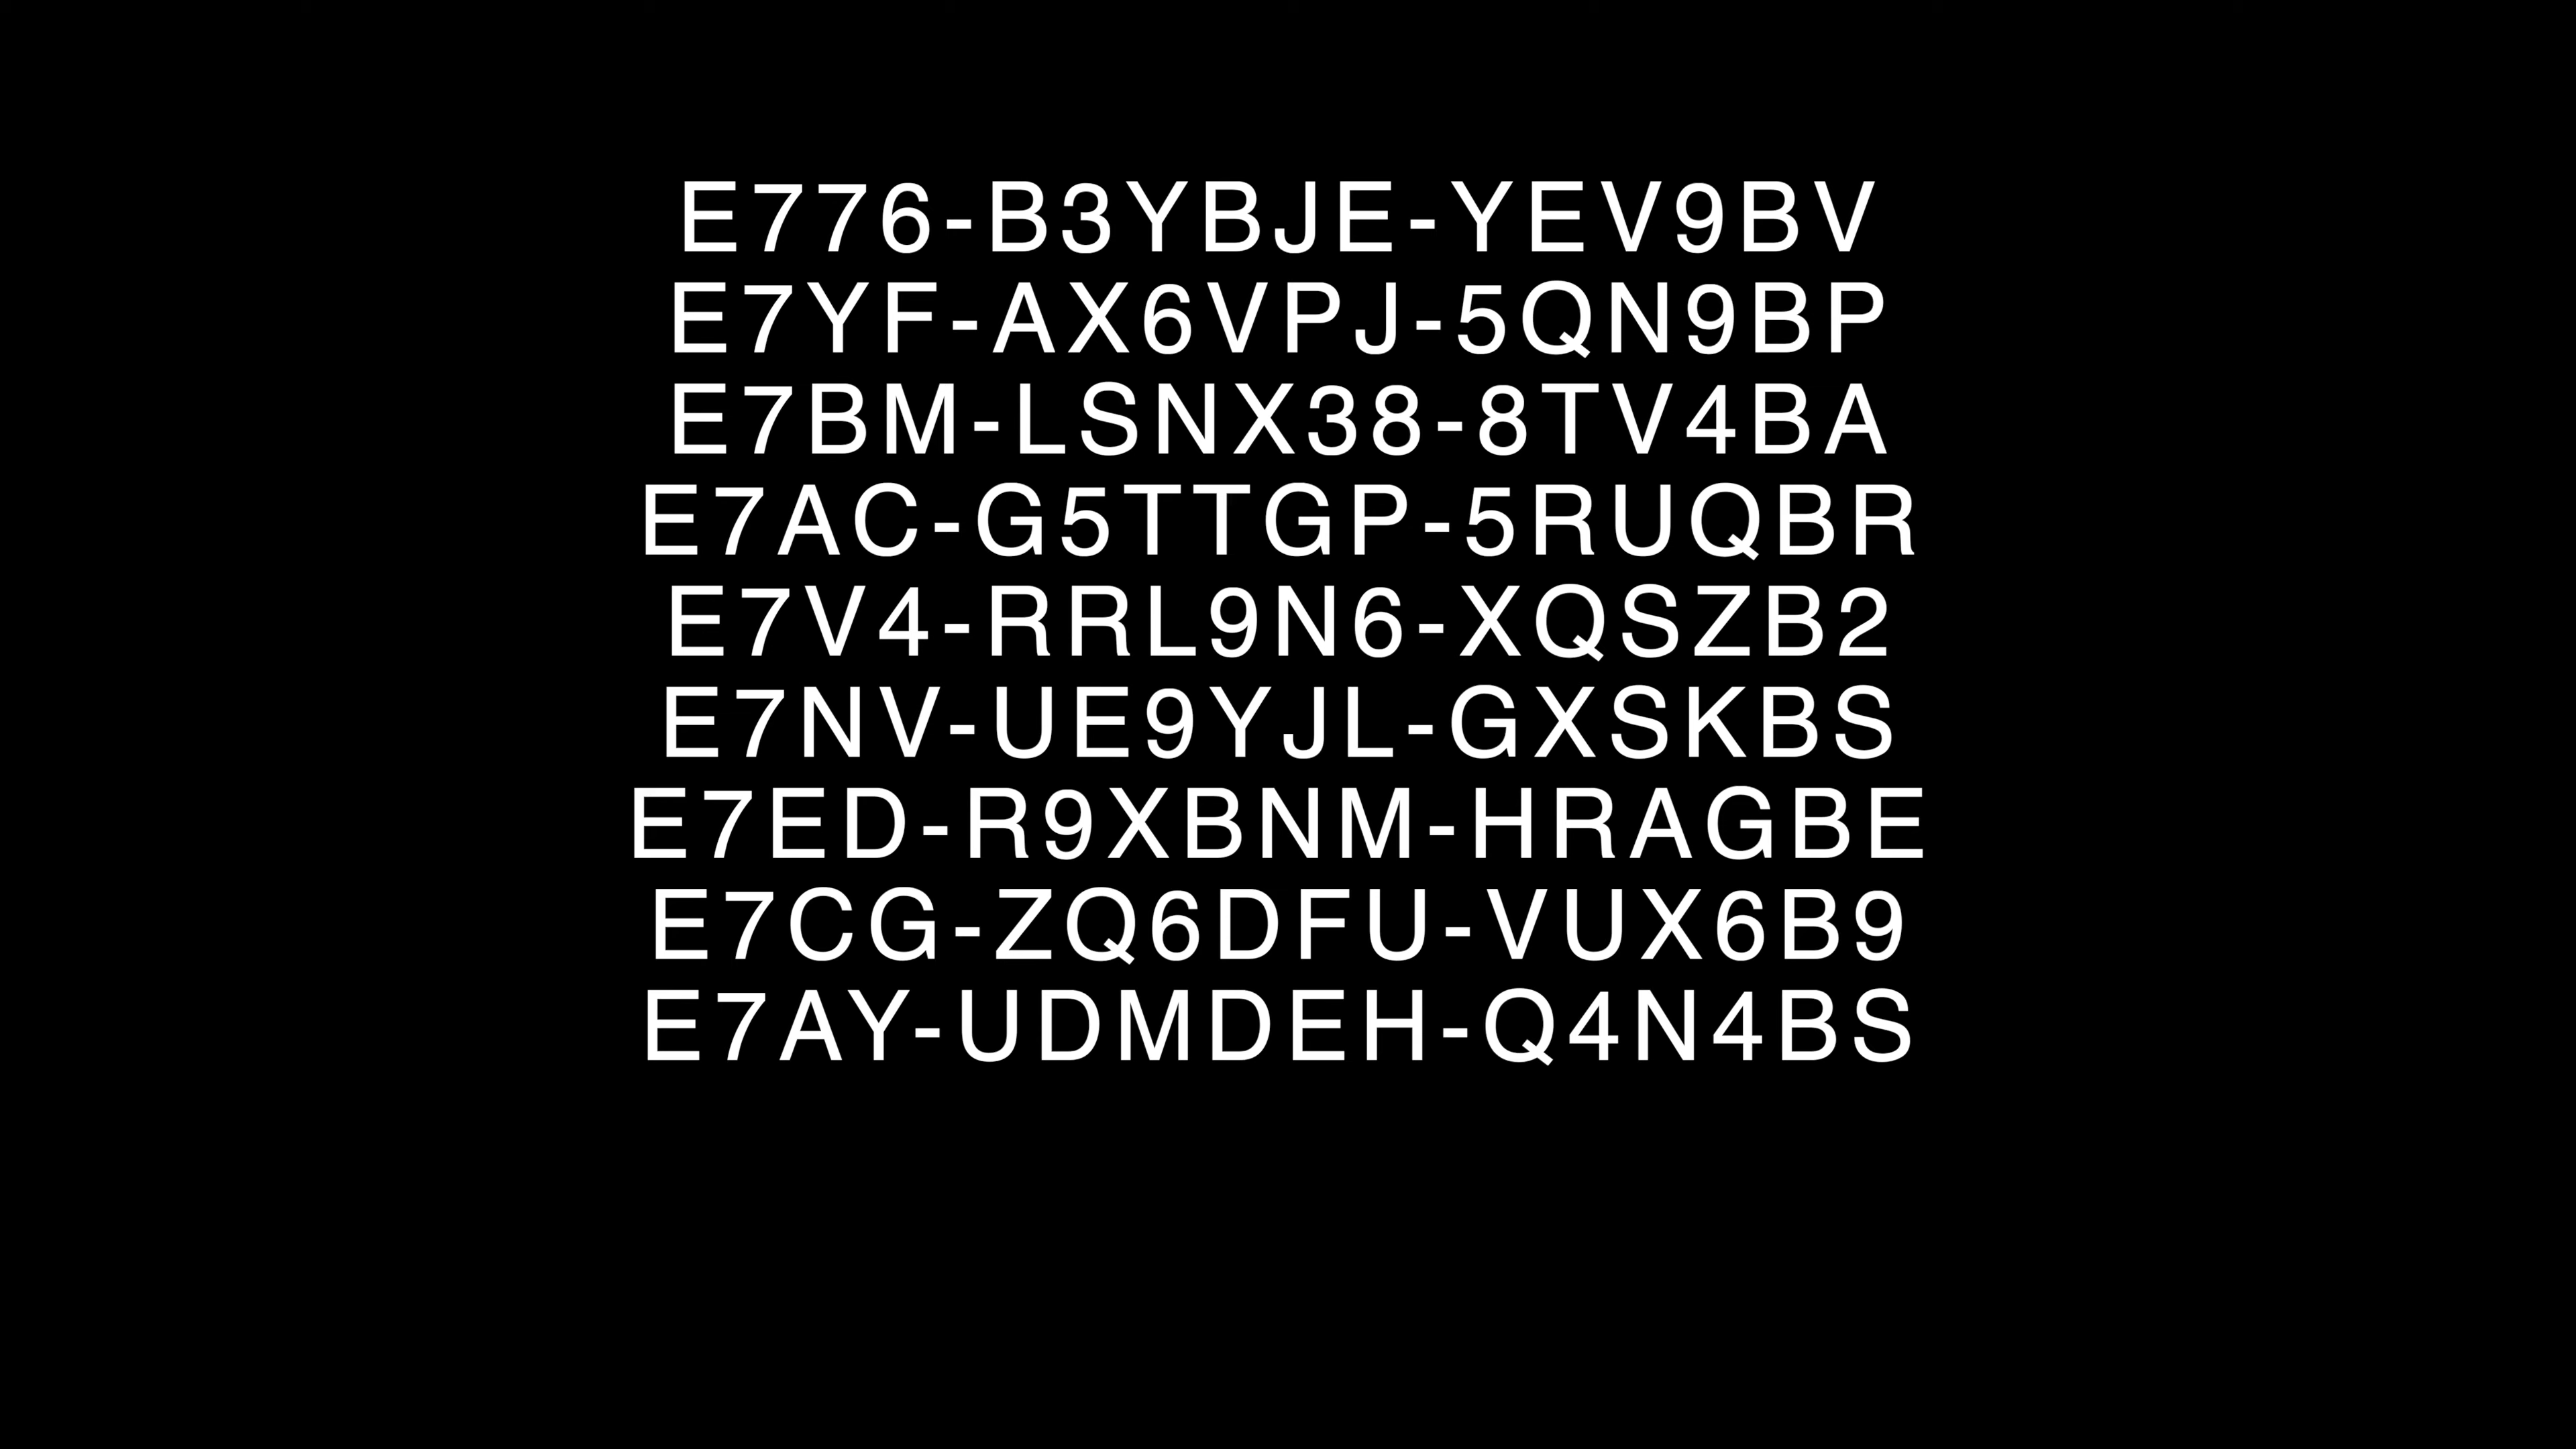 E776-B3YBJE-YEV9BV
E7YF-AX6VPJ-5QN9BP
E7BM-LSNX38-8TV4BA
E7AC-G5TTGP-5RUQBR
E7V4-RRL9N6-XQSZB2
E7NV-UE9YJL-GXSKBS
E7ED-R9XBNM-HRAGBE
E7CG-ZQ6DFU-VUX6B9
E7AY-UDMDEH-Q4N4BS